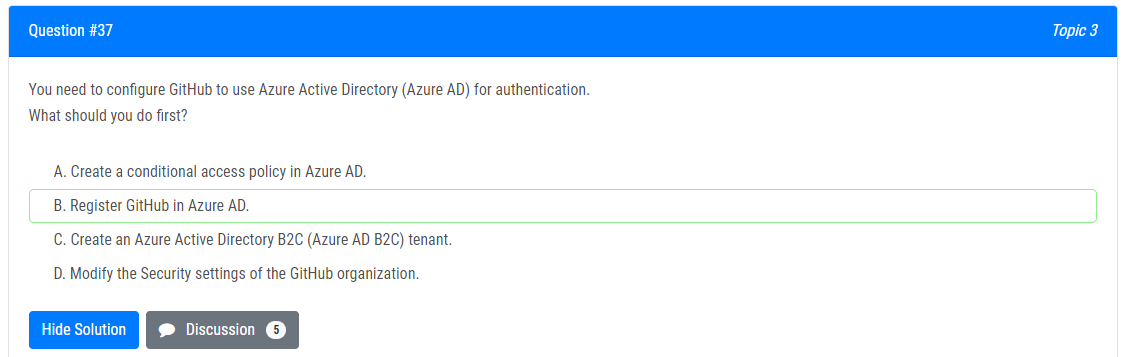 Question #37
Topic 3
You need to configure GitHub to use Azure Active Directory (Azure AD) for authentication.
What should you do first?
A. Create a conditional access policy in Azure AD.
B. Register GitHub in Azure AD.
C. Create an Azure Active Directory B2C (Azure AD B2C) tenant.
D. Modify the Security settings of the GitHub organization.
Hide Solution
Discussion 5